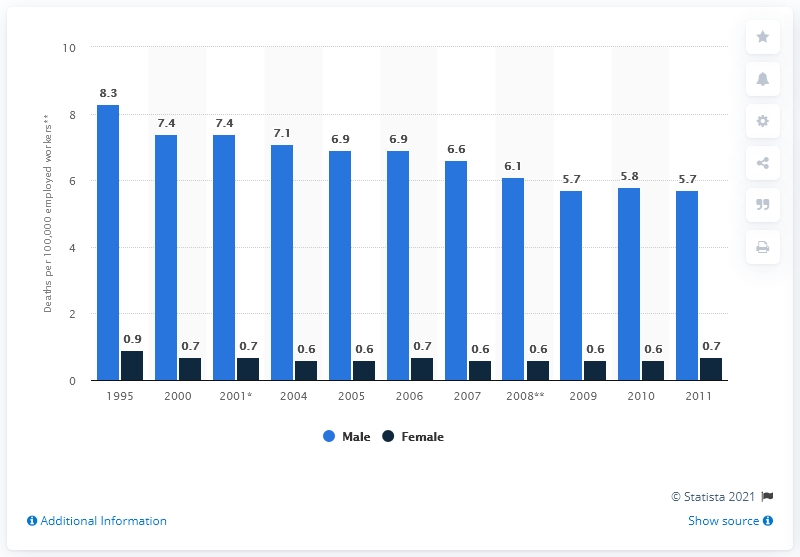 10
8
6
4
2
0
Deaths per 100,000 employed workers**
8.3 7.4 7.4 7.1 6.9 6.9 6.6 6.1 5.7 5.8 5.7
0.9 0.7 0.7 0.6 0.6 0.7 0.6 0.6 0.6 0.6 0.7
1995 2000 2001* 2004 2005 2006 2007 2008** 2009 2010 2011
Male Female
© Statista 2021
Additional Information Show source